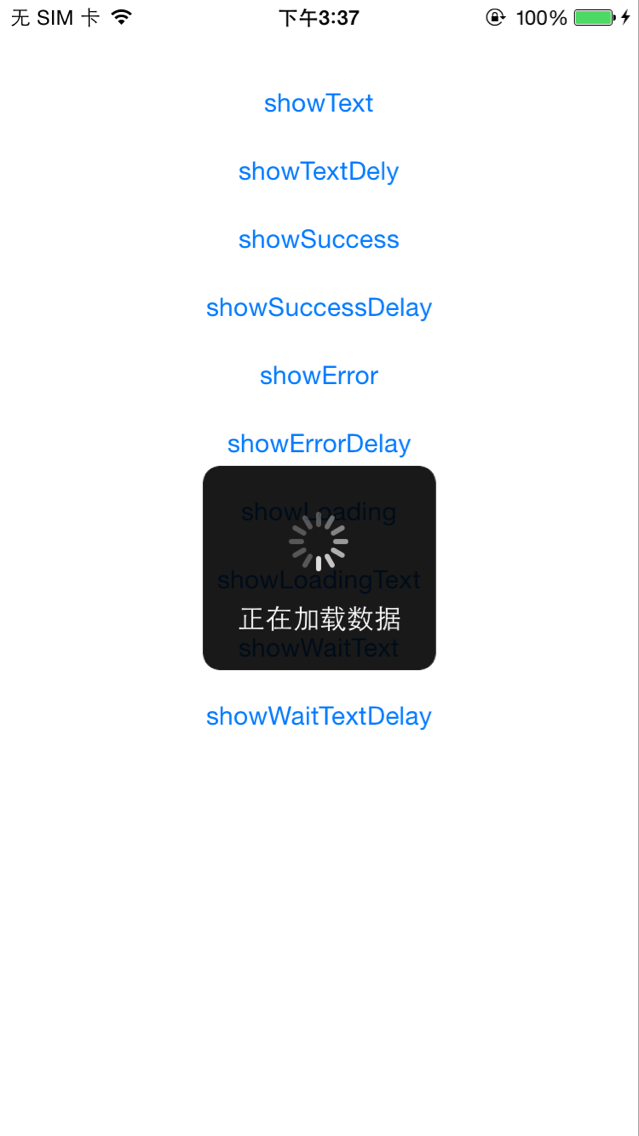 无 SIM 卡 下午3:37 100%
showText
showTextDely
showSuccess
showSuccessDelay
showError
showErrorDelay
showLoading
showLoadingText
正在加载数据
showWaitText
showWaitTextDelay